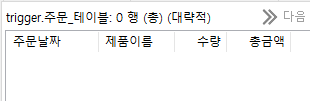 trigger.주문_테이블: 0 행 (총) (대략적) 다음
주문날짜 제품이름 수량 총금액